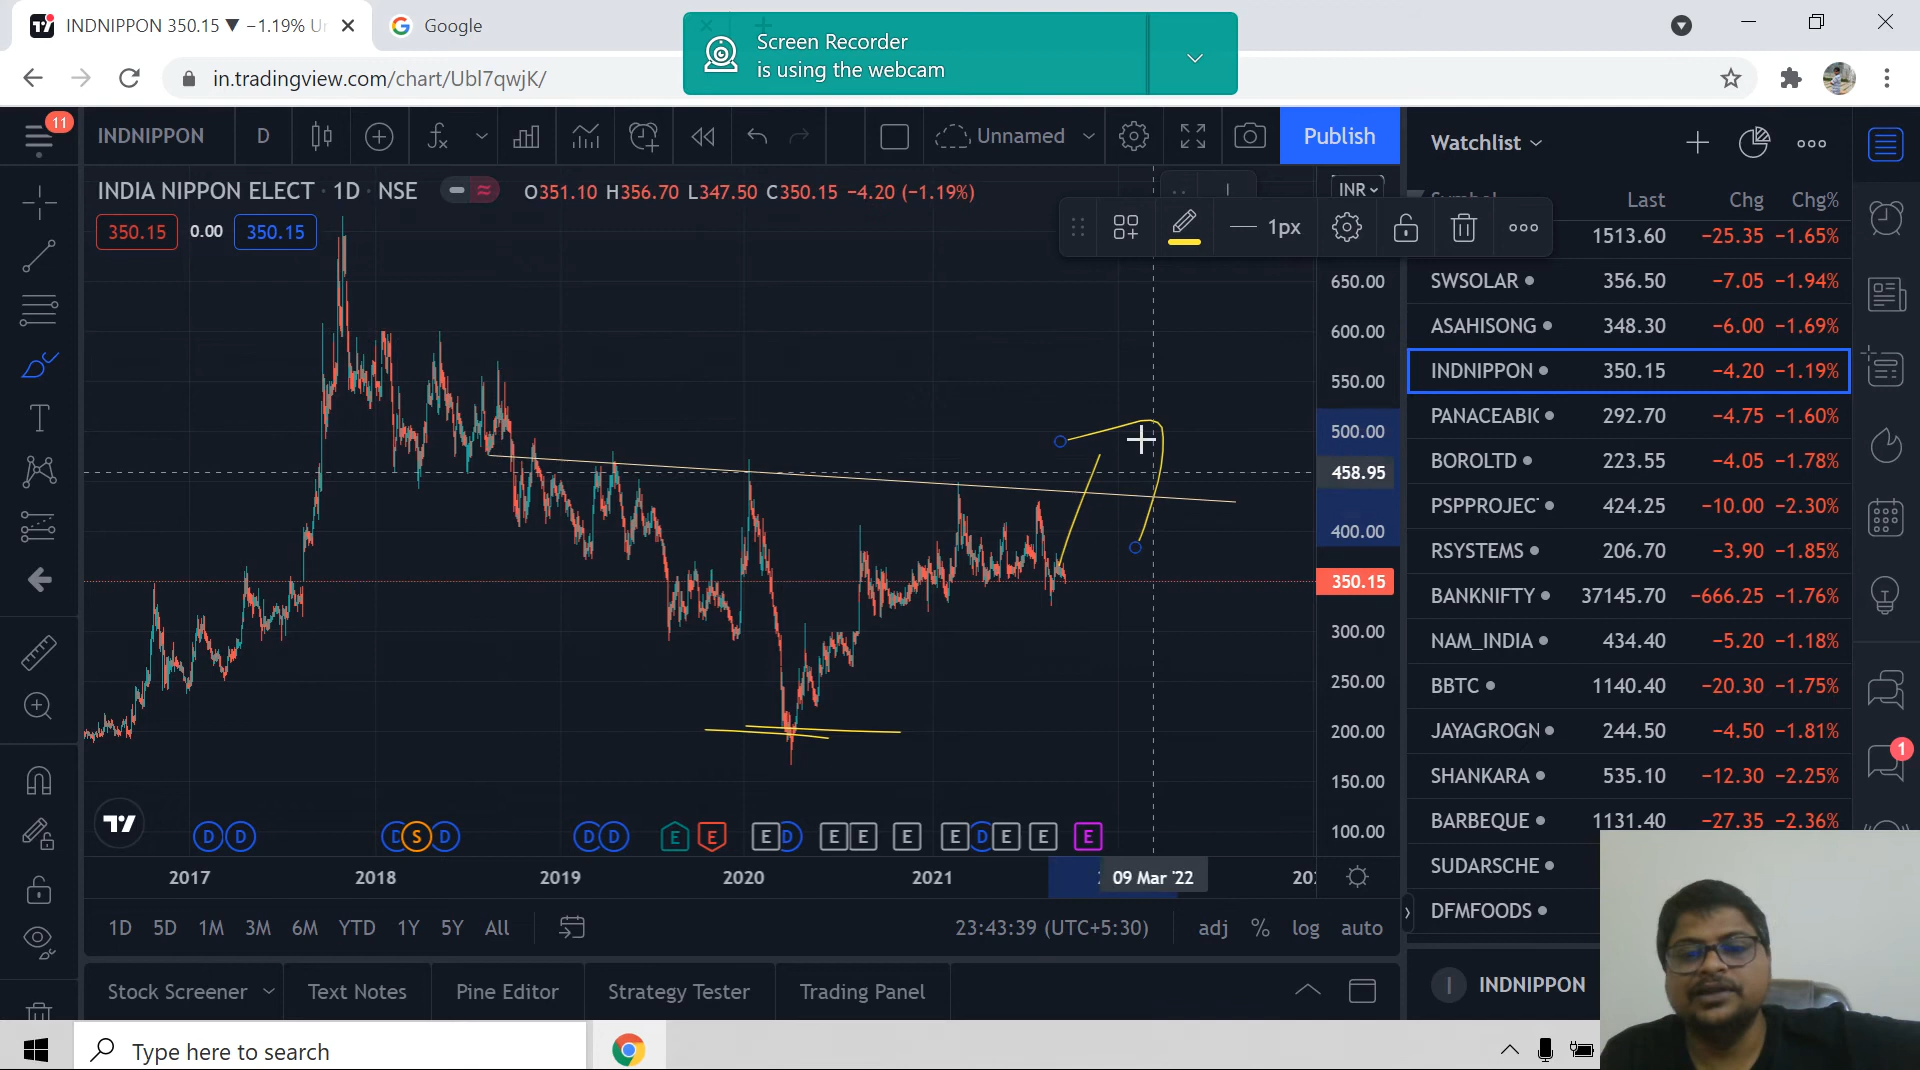 INDNIPPON 350.15 ▼ −1.19% U
Google
Screen Recorder
is using the webcam
in.tradingview.com/chart/Ubl7qwjK/
11
INDNIPPON
D
Unnamed
Publish
Watchlist
INDIA NIPPON ELECT · 1D · NSE
O351.10 H356.70 L347.50 C350.15 −4.20 (−1.19%)
INR
350.15
0.00
350.15
1px
Symbol
Last
Chg
Chg%
1513.60 −25.35 −1.65%
SWSOLAR 356.50 −7.05 −1.94%
ASAHISONG 348.30 −6.00 −1.69%
INDNIPPON 350.15 −4.20 −1.19%
PANACEABIO 292.70 −4.75 −1.60%
BOROLTD 223.55 −4.05 −1.78%
PSPPROJEC 424.25 −10.00 −2.30%
RSYSTEMS 206.70 −3.90 −1.85%
BANKNIFTY 37145.70 −666.25 −1.76%
NAM_INDIA 434.40 −5.20 −1.18%
BBTC 1140.40 −20.30 −1.75%
JAYAGROGN 244.50 −4.50 −1.81%
SHANKARA 535.10 −12.30 −2.25%
BARBEQUE 1131.40 −27.35 −2.36%
SUDARSCHE
DFMFOODS
INDNIPPON
1
650.00
600.00
550.00
500.00
458.95
400.00
350.15
300.00
250.00
200.00
150.00
100.00
D D D S D D D E E E D E E E E D E E E
2017 2018 2019 2020 2021 09 Mar '22 20
1D 5D 1M 3M 6M YTD 1Y 5Y All
23:43:39 (UTC+5:30)
adj % log auto
Stock Screener
Text Notes
Pine Editor
Strategy Tester
Trading Panel
Type here to search